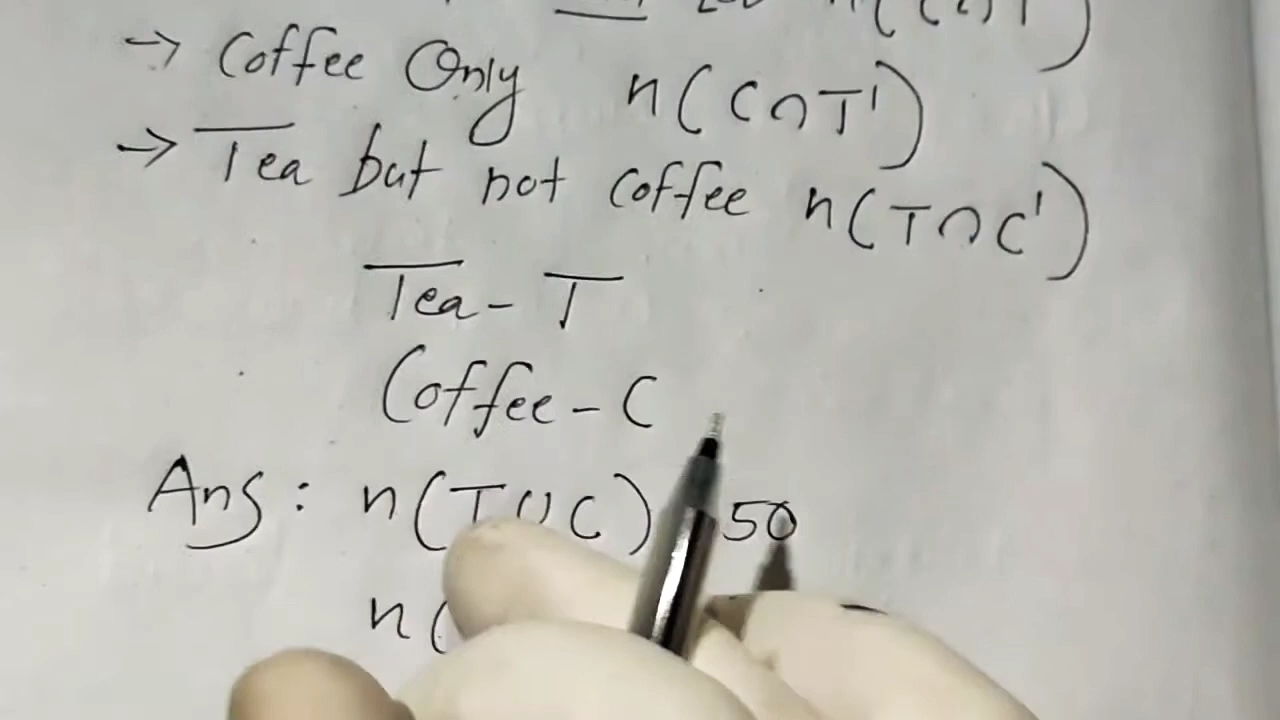 → Coffee Only n(C∩T')
→ Tea but not coffee n(T∩C')
Tea - T
Coffee - C
Ans: n(T∪C) 50
n(